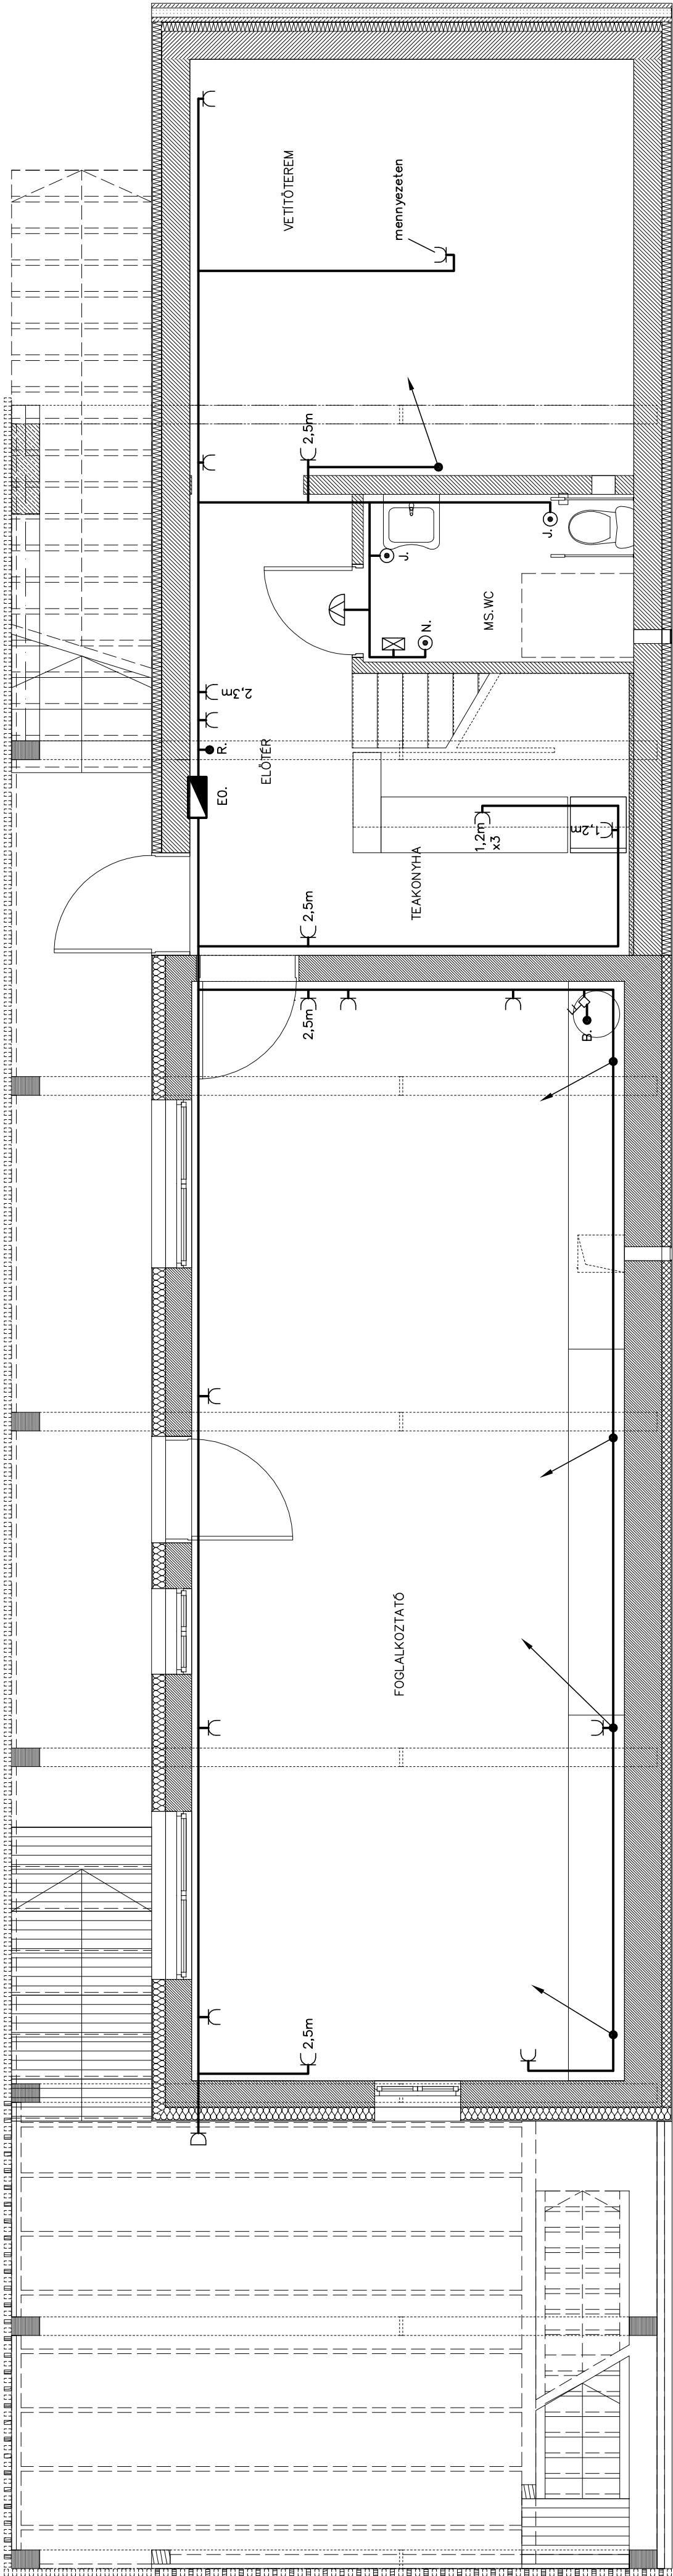 VETÍTŐTEREM
mennyezeten
2,5m
J.
J.
N.
MS.WC
2,3m
R.
E0.
ELŐTÉR
1,2m
x3
1,2m
TEAKONYHA
2,5m
2,5m
B.
FOGLALKOZTATÓ
2,5m